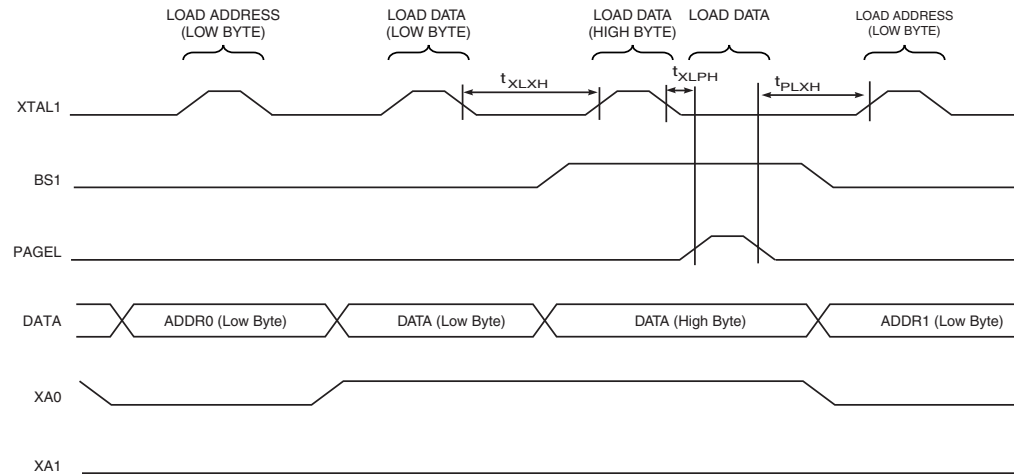 LOAD ADDRESS
(LOW BYTE)
LOAD DATA
(LOW BYTE)
LOAD DATA
(HIGH BYTE)
LOAD DATA
LOAD ADDRESS
(LOW BYTE)
XTAL1
tXLXH
tXLPH
tPLXH
BS1
PAGEL
DATA
ADDR0 (Low Byte)
DATA (Low Byte)
DATA (High Byte)
ADDR1 (Low Byte)
XA0
XA1